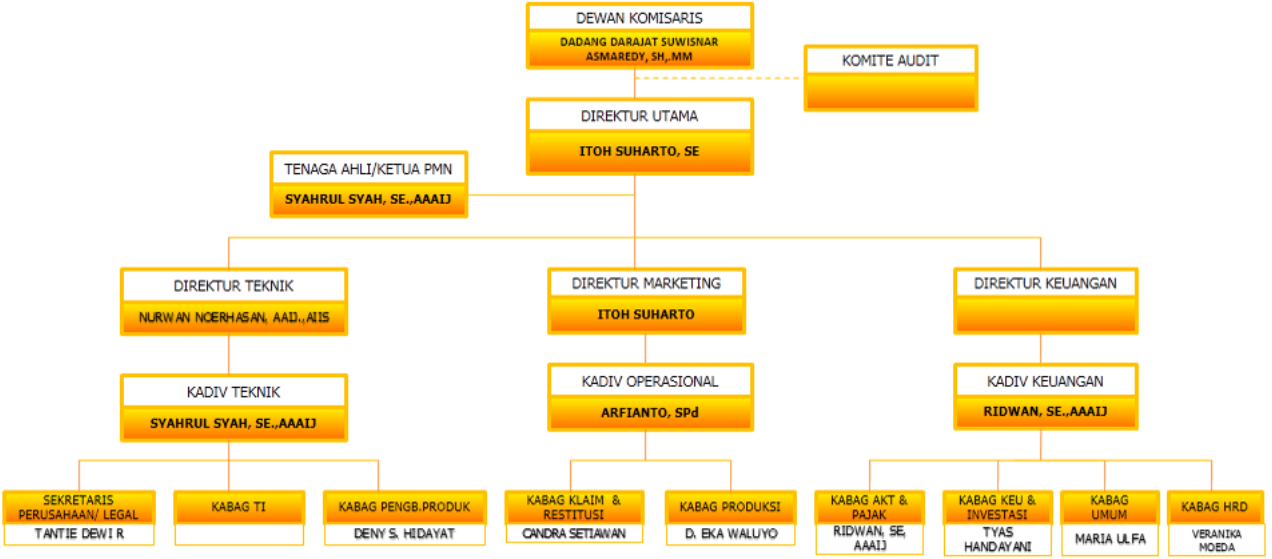 DEWAN KOMISARIS
DADANG DARAJAT SUWISNAR
ASMAREDY, SH,.MM
KOMITE AUDIT
DIREKTUR UTAMA
ITOH SUHARTO, SE
TENAGA AHLI/KETUA PMN
SYAHRUL SYAH, SE.,AAAIJ
DIREKTUR TEKNIK
NURWAN NOERHASAN, AAIJ.,AIIS
DIREKTUR MARKETING
ITOH SUHARTO
DIREKTUR KEUANGAN
KADIV TEKNIK
SYAHRUL SYAH, SE.,AAAIJ
KADIV OPERASIONAL
ARFIANTO, SPd
KADIV KEUANGAN
RIDWAN, SE.,AAAIJ
SEKRETARIS
PERUSAHAAN/ LEGAL
TANTIE DEWI R
KABAG TI
KABAG PENGB.PRODUK
DENY S. HIDAYAT
KABAG KLAIM &
RESTITUSI
CANDRA SETIAWAN
KABAG PRODUKSI
D. EKA WALUYO
KABAG AKT &
PAJAK
RIDWAN, SE,
AAAIJ
KABAG KEU &
INVESTASI
TYAS
HANDAYANI
KABAG
UMUM
MARIA ULFA
KABAG HRD
VERANIKA
MOEDA